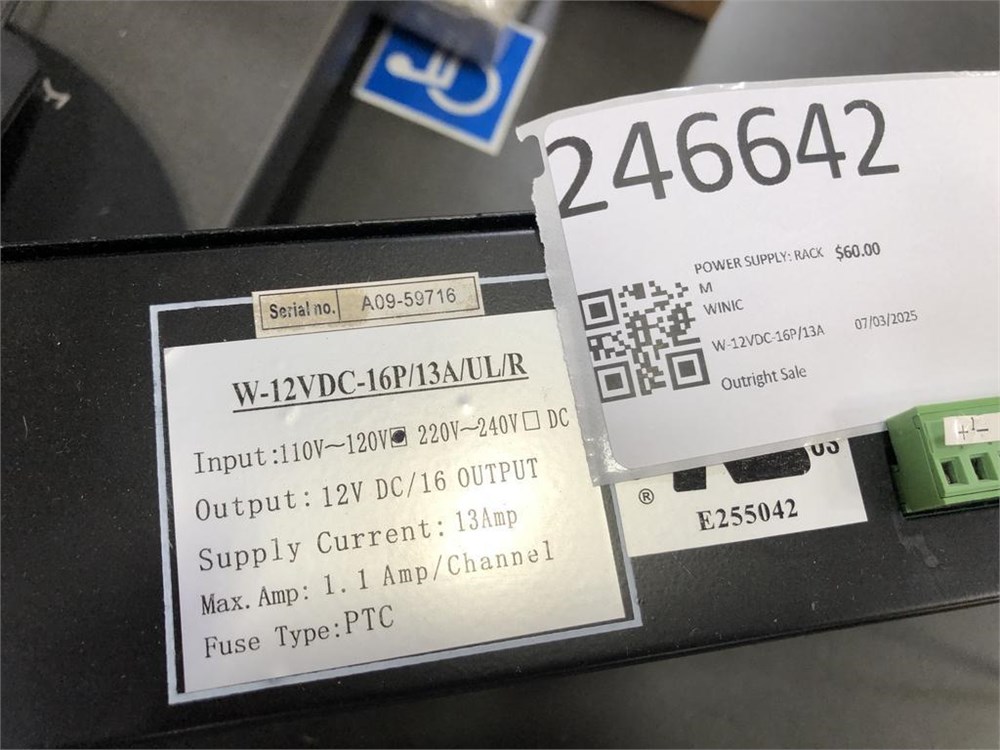 246642
POWER SUPPLY: RACK $60.00
M
WINIC
W-12VDC-16P/13A 07/03/2025
Outright Sale
Serial no. A09-59716
W-12VDC-16P/13A/UL/R
Input:110V~120V 220V~240V DC
Output: 12V DC/16 OUTPUT
Supply Current: 13Amp
Max. Amp: 1.1 Amp/Channel
Fuse Type:PTC
®
E255042
+ -